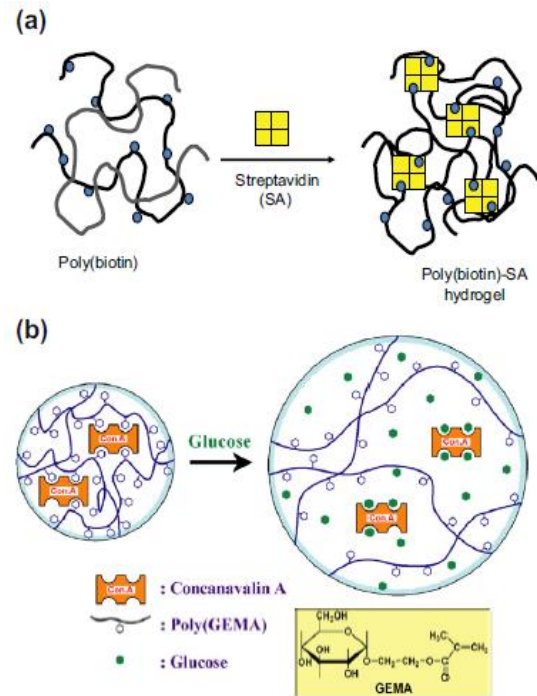 (a)
Streptavidin
(SA)
Poly(biotin)
Poly(biotin)-SA
hydrogel
(b)
Con.A
Con.A
Glucose
Con.A
Con.A
: Concanavalin A
: Poly(GEMA)
: Glucose
Con.A
CH₂OH
O
OH
OH
OH
O-CH₂-CH₂-O-C
O
H₃C
C=CH₂
GEMA